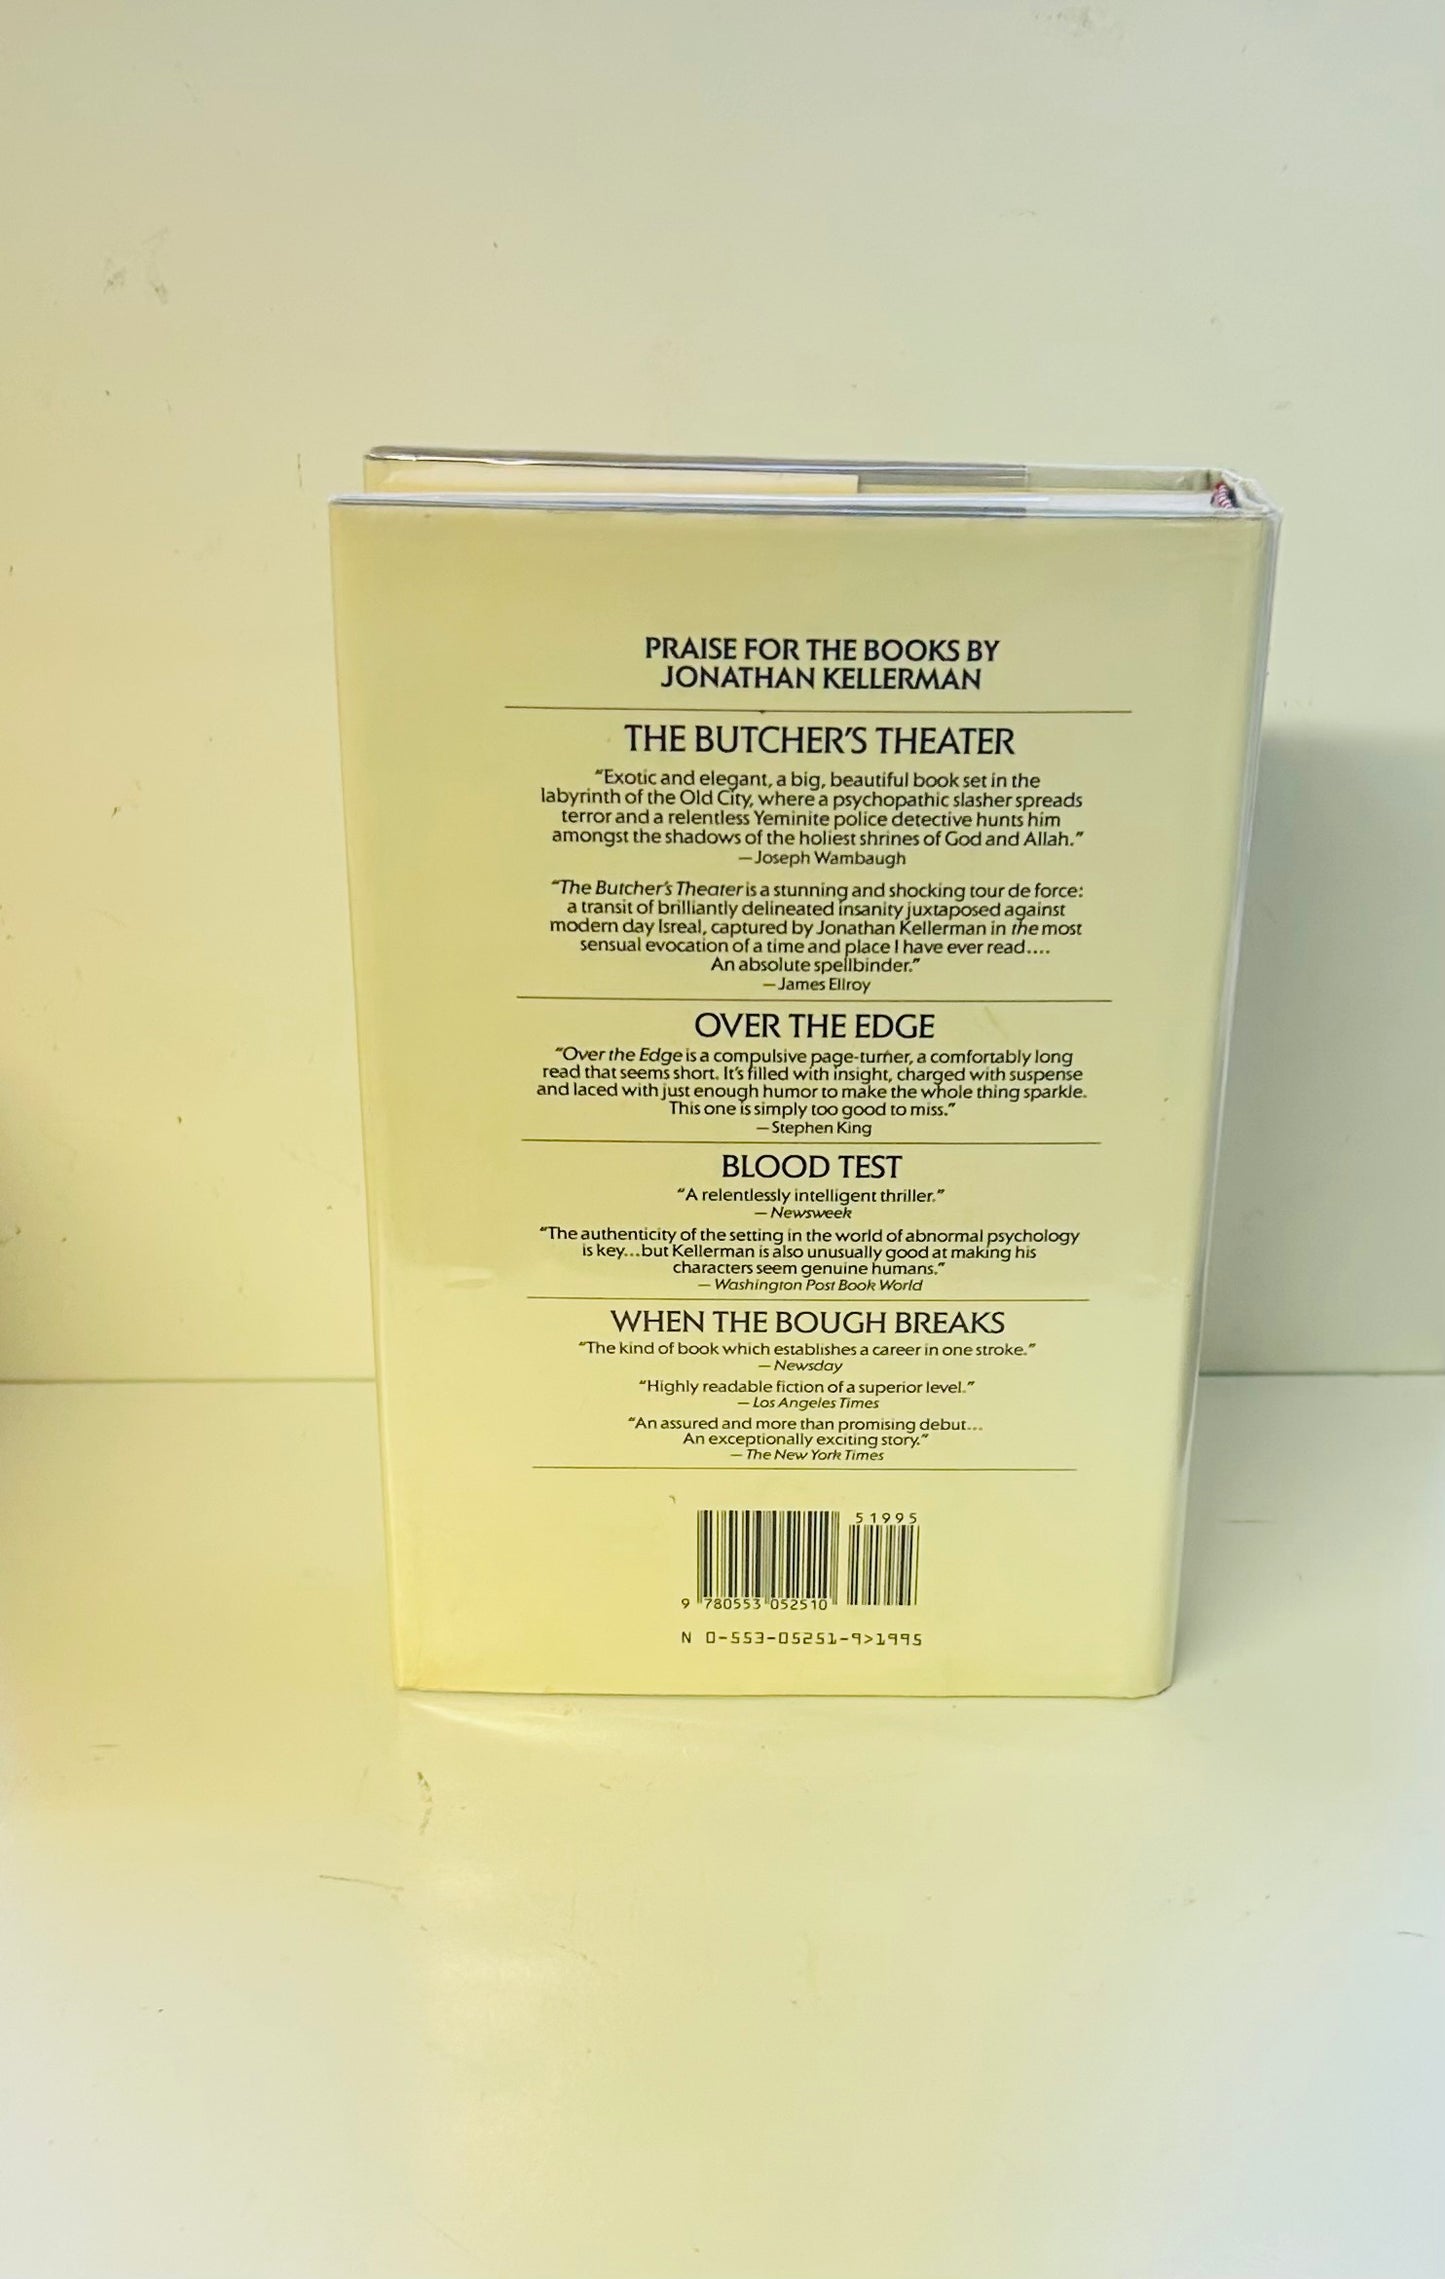 PRAISE FOR THE BOOKS BY
JONATHAN KELLERMAN
THE BUTCHER'S THEATER
"Exotic and elegant, a big, beautiful book set in the
labyrinth of the Old City, where a psychopathic slasher spreads
terror and a relentless Yeminite police detective hunts him
amongst the shadows of the holiest shrines of God and Allah."
—Joseph Wambaugh
"The Butcher's Theater is a stunning and shocking tour de force:
a transit of brilliantly delineated insanity juxtaposed against
modern day Isreal, captured by Jonathan Kellerman in the most
sensual evocation of a time and place I have ever read....
An absolute spellbinder."
—James Ellroy
OVER THE EDGE
"Over the Edge is a compulsive page-turner, a comfortably long
read that seems short. It's filled with insight, charged with suspense
and laced with just enough humor to make the whole thing sparkle.
This one is simply too good to miss."
—Stephen King
BLOOD TEST
"A relentlessly intelligent thriller."
—Newsweek
"The authenticity of the setting in the world of abnormal psychology
is key...but Kellerman is also unusually good at making his
characters seem genuine humans."
—Washington Post Book World
WHEN THE BOUGH BREAKS
"The kind of book which establishes a career in one stroke."
—Newsday
"Highly readable fiction of a superior level."
—Los Angeles Times
"An assured and more than promising debut...
An exceptionally exciting story."
—The New York Times
51995
9 780553 052510
N 0-553-05251-9>1995